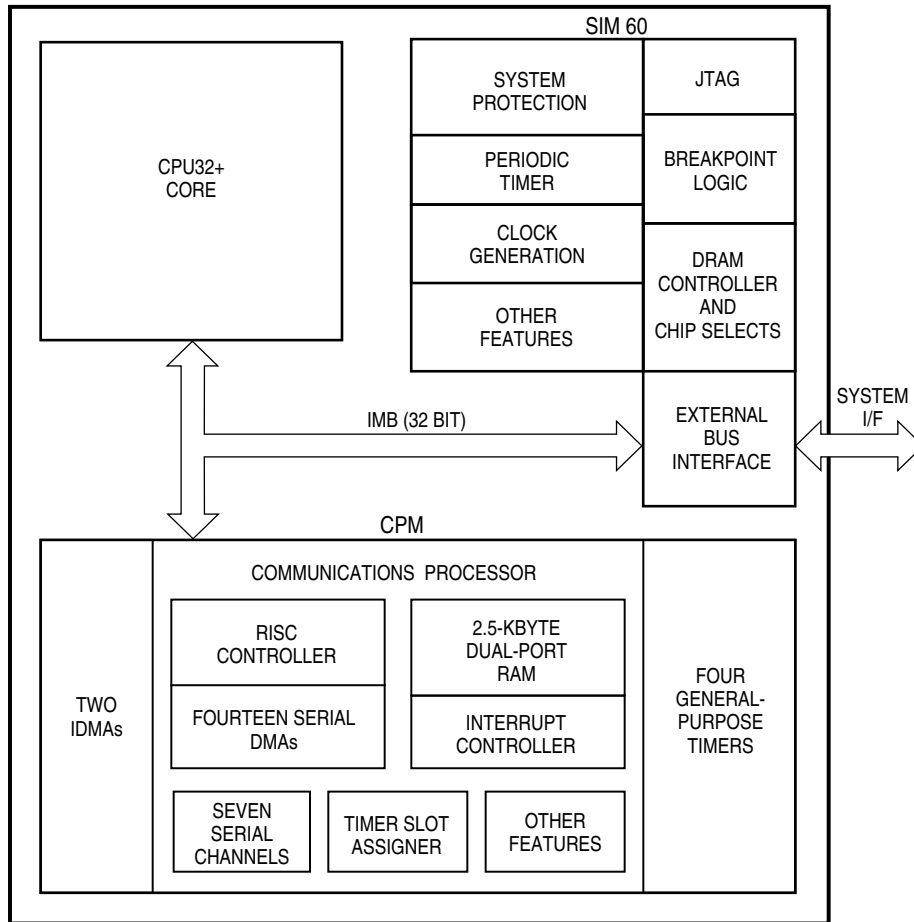 SIM 60
CPU32+
CORE
SYSTEM
PROTECTION
PERIODIC
TIMER
CLOCK
GENERATION
OTHER
FEATURES
JTAG
BREAKPOINT
LOGIC
DRAM
CONTROLLER
AND
CHIP SELECTS
EXTERNAL
BUS
INTERFACE
SYSTEM
I/F
IMB (32 BIT)
CPM
TWO
IDMAs
COMMUNICATIONS PROCESSOR
RISC
CONTROLLER
FOURTEEN SERIAL
DMAs
2.5-KBYTE
DUAL-PORT
RAM
INTERRUPT
CONTROLLER
SEVEN
SERIAL
CHANNELS
TIMER SLOT
ASSIGNER
OTHER
FEATURES
FOUR
GENERAL-
PURPOSE
TIMERS